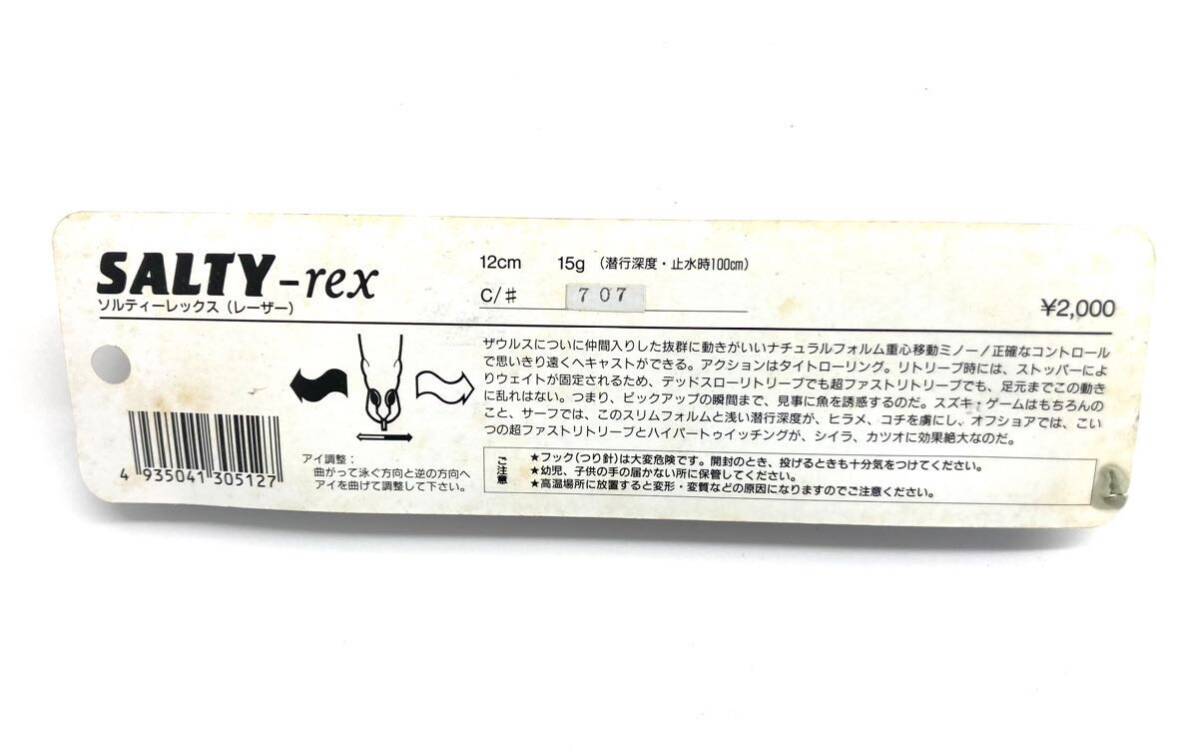 SALTY-rex
ソルティーレックス（レーザー）
12cm 15g （潜行深度・止水時100cm）
C/# 707
¥2,000
ザウルスについに仲間入りした抜群に動きがいいナチュラルフォルム重心移動ミノー！正確なコントロール
で思いきり遠くへキャストができる。アクションはタイトローリング。リトリーブ時には、ストッパーによ
りウェイトが固定されるため、デッドスローリトリーブでも超ファストリトリーブでも、足元までこの動き
に乱れはない。つまり、ピックアップの瞬間まで、見事に魚を誘惑するのだ。スズキ・ゲームはもちろんの
こと、サーフでは、このスリムフォルムと浅い潜行深度が、ヒラメ、コチを虜にし、オフショアでは、こい
つの超ファストリトリーブとハイパートゥイッチングが、シイラ、カツオに効果絶大なのだ。
アイ調整：
曲がって泳ぐ方向と逆の方向へ
アイを曲げて調整して下さい。
4 935041 305127
ご注意
★フック（つり針）は大変危険です。開封のとき、投げるときも十分気をつけてください。
★幼児、子供の手の届かない所に保管してください。
★高温場所に放置すると変形・変質などの原因になりますのでご注意ください。